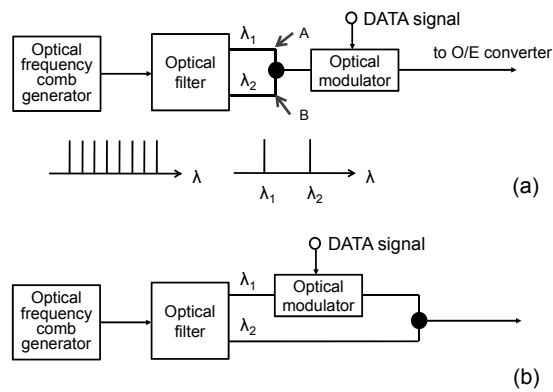 DATA signal
A
Optical
frequency
comb
generator
Optical
filter
λ1
λ2
B
Optical
modulator
to O/E converter
λ
λ1
λ2
λ
(a)
DATA signal
Optical
frequency
comb
generator
Optical
filter
λ1
λ2
Optical
modulator
(b)